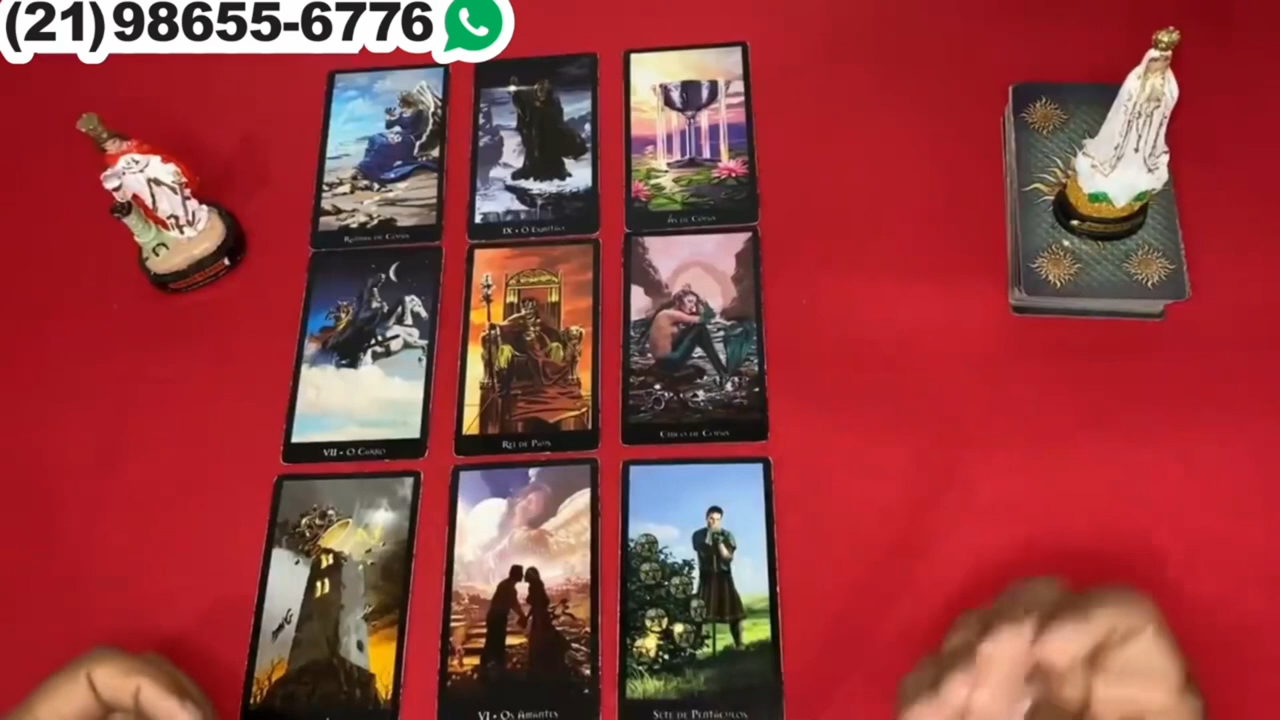 (21)98655-6776
RAINHA DE COPAS
IX • O EREMITÃO
ÁS DE COPAS
VII • O CARRO
REI DE PAUS
CINCO DE COPAS
VI • OS AMANTES
SETE DE PENTÁCULOS